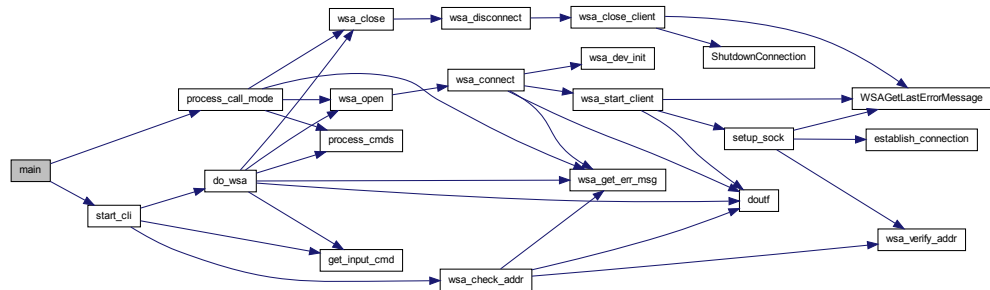 main
process_call_mode
start_cli
wsa_close
wsa_open
process_cmds
do_wsa
get_input_cmd
wsa_disconnect
wsa_connect
wsa_check_addr
wsa_close_client
wsa_dev_init
wsa_start_client
wsa_get_err_msg
ShutdownConnection
setup_sock
doutf
WSAGetLastErrorMessage
establish_connection
wsa_verify_addr